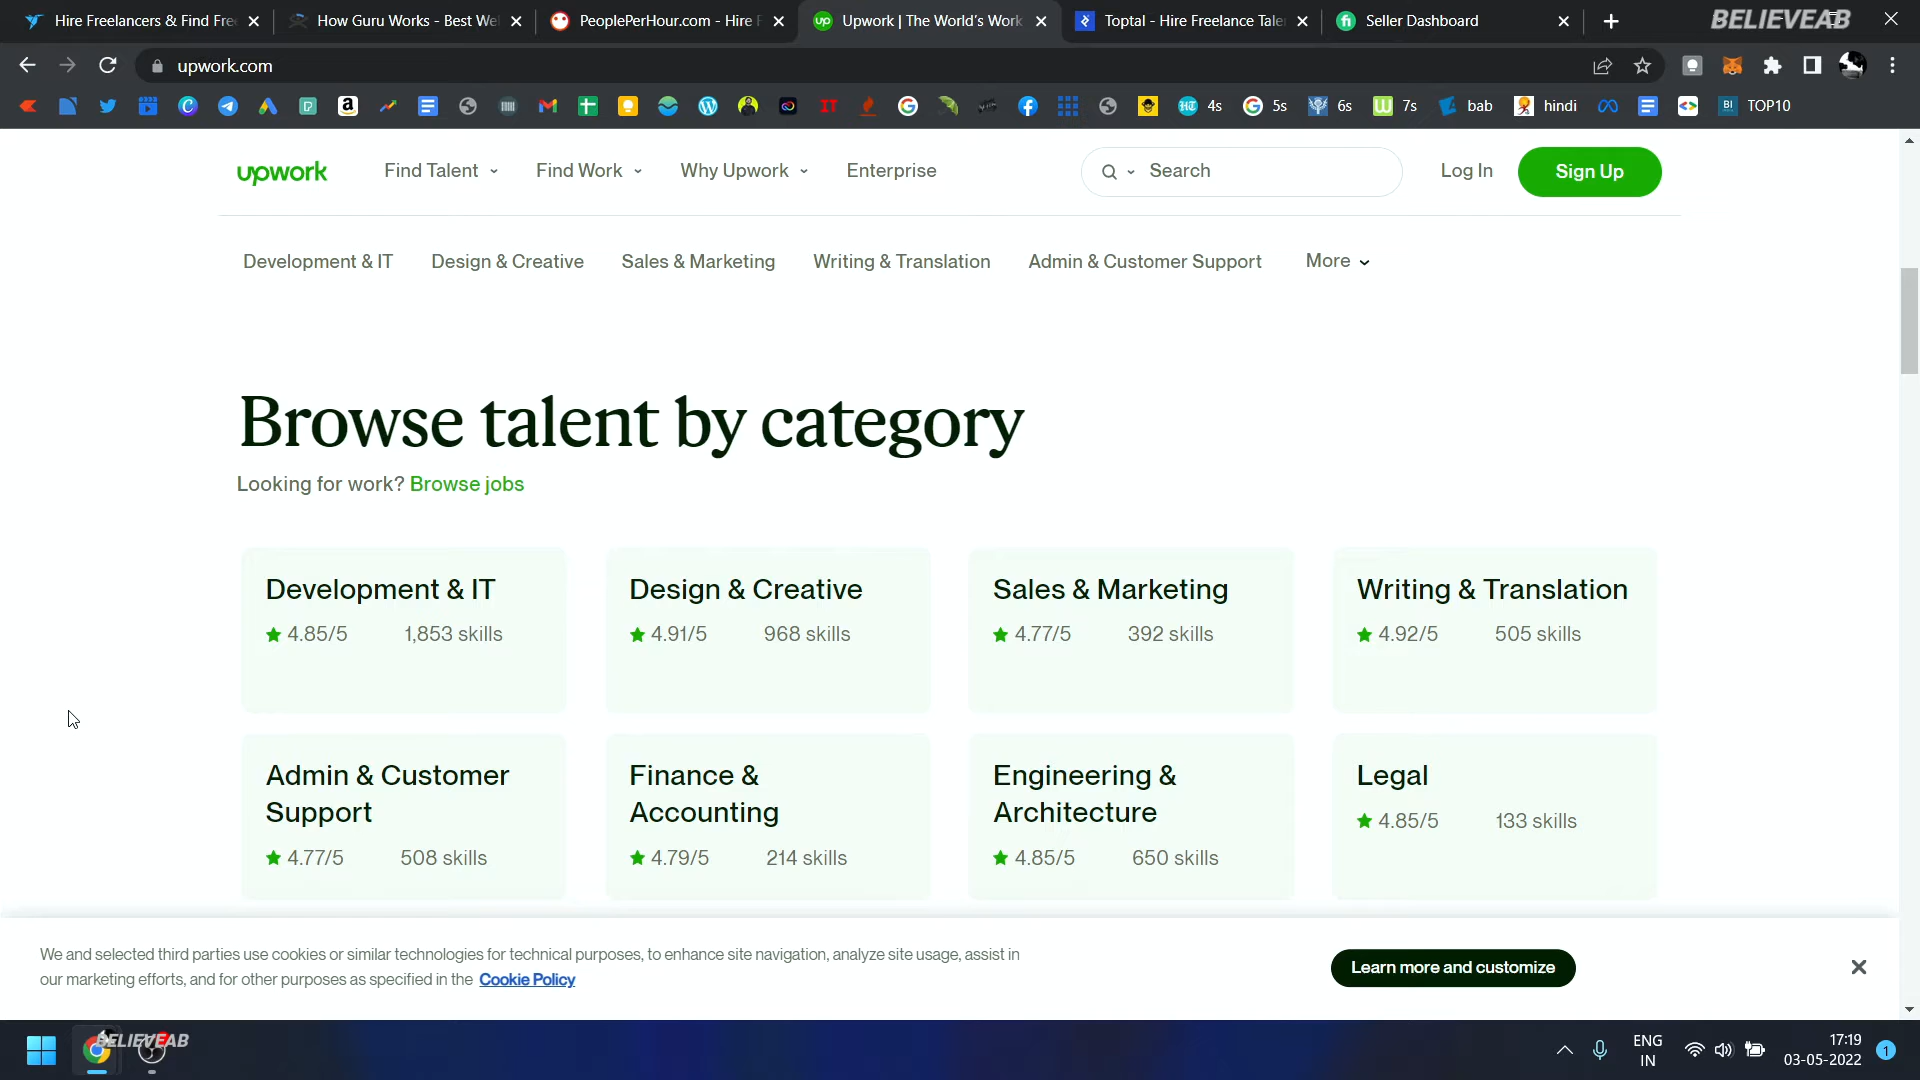 Hire Freelancers & Find Fre
How Guru Works - Best We
PeoplePerHour.com - Hire F
Upwork | The World's Work
Toptal - Hire Freelance Tale
Seller Dashboard
BELIEVEAB
upwork.com
4s
5s
6s
7s
bab
hindi
TOP10
upwork
Find Talent
Find Work
Why Upwork
Enterprise
Search
Log In
Sign Up
Development & IT
Design & Creative
Sales & Marketing
Writing & Translation
Admin & Customer Support
More
Browse talent by category
Looking for work? Browse jobs
Development & IT
4.85/5 1,853 skills
Design & Creative
4.91/5 968 skills
Sales & Marketing
4.77/5 392 skills
Writing & Translation
4.92/5 505 skills
Admin & Customer
Support
4.77/5 508 skills
Finance &
Accounting
4.79/5 214 skills
Engineering &
Architecture
4.85/5 650 skills
Legal
4.85/5 133 skills
We and selected third parties use cookies or similar technologies for technical purposes, to enhance site navigation, analyze site usage, assist in
our marketing efforts, and for other purposes as specified in the Cookie Policy
Learn more and customize
BELIEVEAB
ENG
IN
17:19
03-05-2022
1